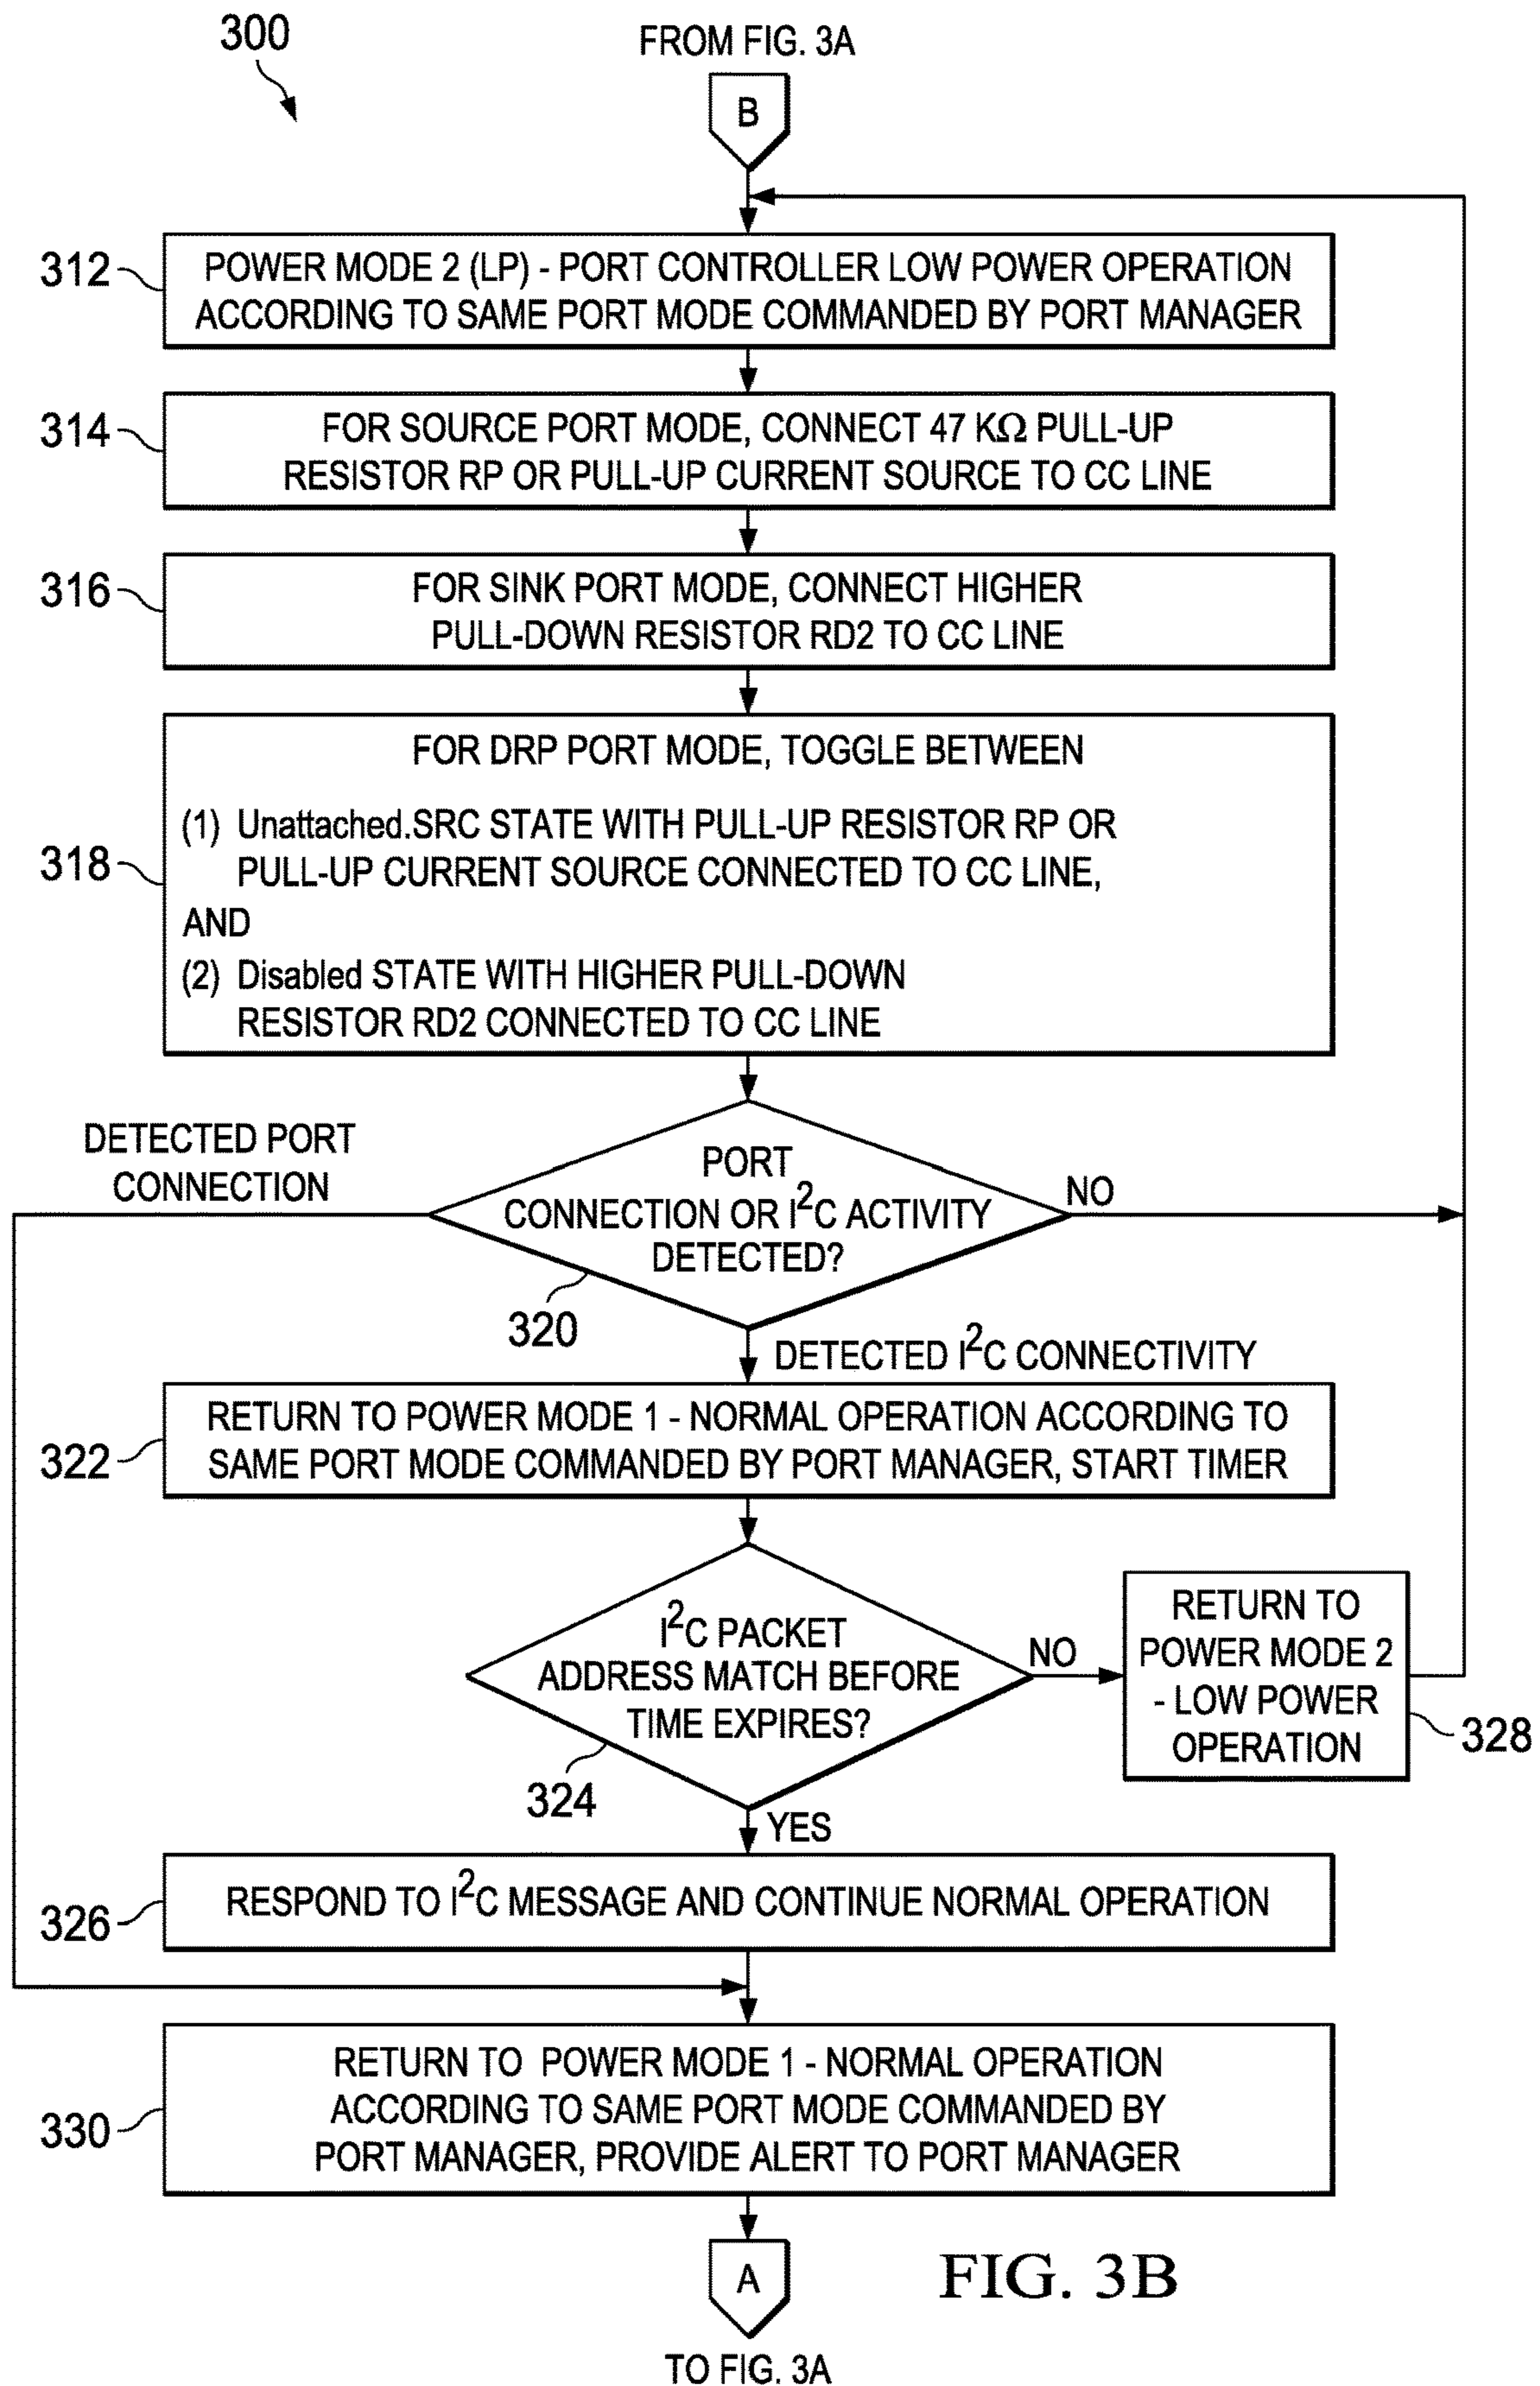 300
FROM FIG. 3A
B
312
POWER MODE 2 (LP) - PORT CONTROLLER LOW POWER OPERATION
ACCORDING TO SAME PORT MODE COMMANDED BY PORT MANAGER
314
FOR SOURCE PORT MODE, CONNECT 47 KΩ PULL-UP
RESISTOR RP OR PULL-UP CURRENT SOURCE TO CC LINE
316
FOR SINK PORT MODE, CONNECT HIGHER
PULL-DOWN RESISTOR RD2 TO CC LINE
318
FOR DRP PORT MODE, TOGGLE BETWEEN
(1) Unattached.SRC STATE WITH PULL-UP RESISTOR RP OR
PULL-UP CURRENT SOURCE CONNECTED TO CC LINE,
AND
(2) Disabled STATE WITH HIGHER PULL-DOWN
RESISTOR RD2 CONNECTED TO CC LINE
DETECTED PORT
CONNECTION
PORT
CONNECTION OR I²C ACTIVITY
DETECTED?
NO
320
DETECTED I²C CONNECTIVITY
322
RETURN TO POWER MODE 1 - NORMAL OPERATION ACCORDING TO
SAME PORT MODE COMMANDED BY PORT MANAGER, START TIMER
I²C PACKET
ADDRESS MATCH BEFORE
TIME EXPIRES?
324
NO
RETURN TO
POWER MODE 2
- LOW POWER
OPERATION
328
YES
326
RESPOND TO I²C MESSAGE AND CONTINUE NORMAL OPERATION
330
RETURN TO POWER MODE 1 - NORMAL OPERATION
ACCORDING TO SAME PORT MODE COMMANDED BY
PORT MANAGER, PROVIDE ALERT TO PORT MANAGER
A
TO FIG. 3A
FIG. 3B